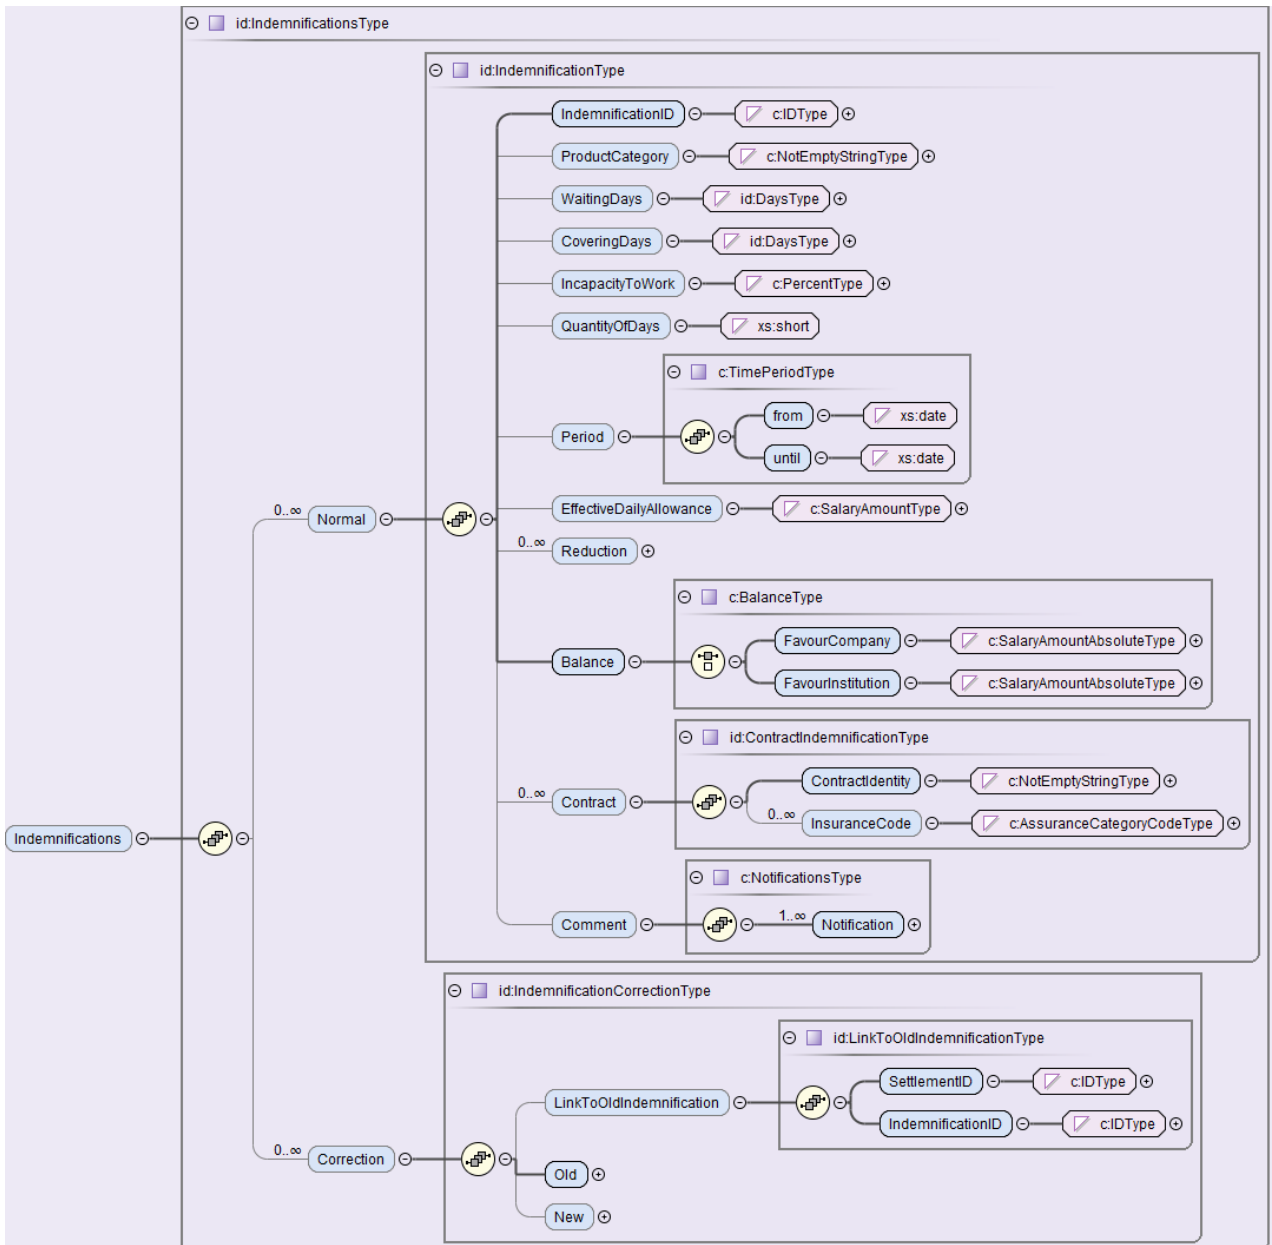 id:IndemnificationsType
id:IndemnificationType
IndemnificationID c:IDType
ProductCategory c:NotEmptyStringType
WaitingDays id:DaysType
CoveringDays id:DaysType
IncapacityToWork c:PercentType
QuantityOfDays xs:short
c:TimePeriodType
from xs:date
Period
until xs:date
0..∞ Normal
EffectiveDailyAllowance c:SalaryAmountType
0..∞ Reduction
c:BalanceType
FavourCompany c:SalaryAmountAbsoluteType
Balance
FavourInstitution c:SalaryAmountAbsoluteType
id:ContractIndemnificationType
ContractIdentity c:NotEmptyStringType
0..∞ Contract
0..∞ InsuranceCode c:AssuranceCategoryCodeType
Indemnifications
c:NotificationsType
Comment 1..∞ Notification
id:IndemnificationCorrectionType
id:LinkToOldIndemnificationType
SettlementID c:IDType
LinkToOldIndemnification
IndemnificationID c:IDType
0..∞ Correction
Old
New